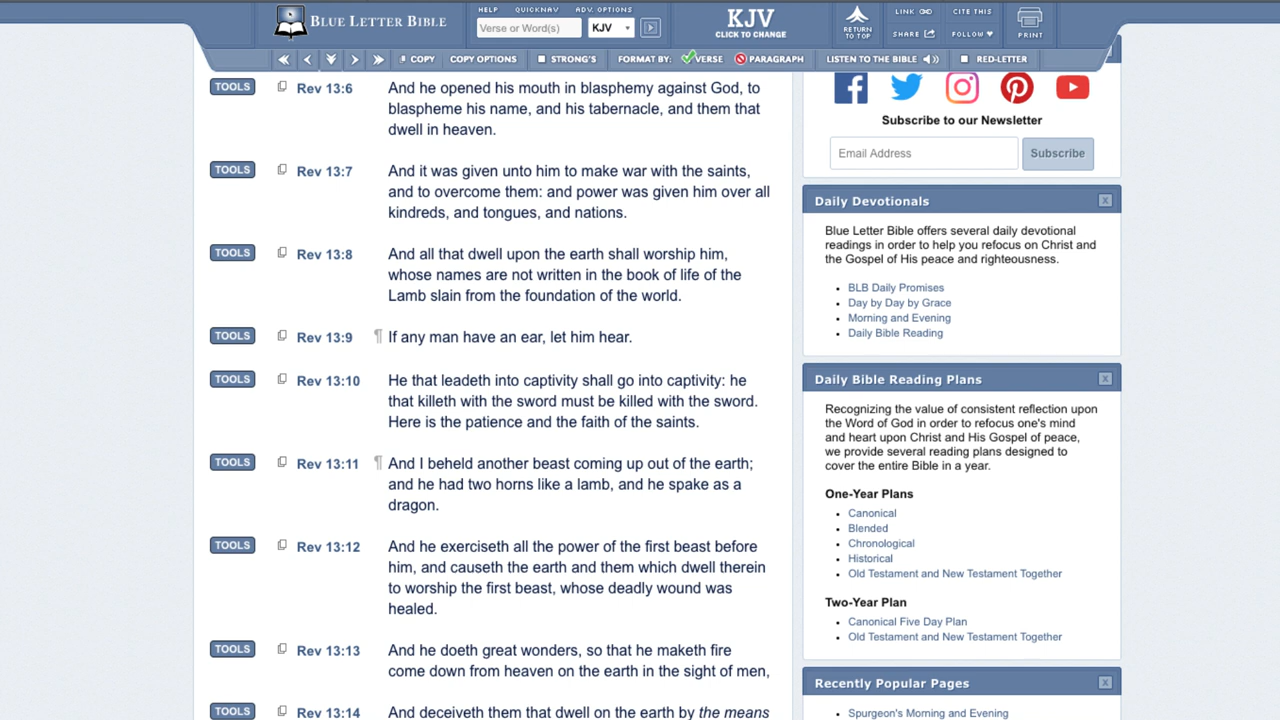 BLUE LETTER BIBLE
HELP QUICKNAV ADV. OPTIONS
Verse or Word(s) KJV
KJV
CLICK TO CHANGE
RETURN
TO TOP
LINK CITE THIS
SHARE FOLLOW
PRINT
COPY COPY OPTIONS STRONG'S FORMAT BY: VERSE PARAGRAPH LISTEN TO THE BIBLE RED-LETTER
TOOLS Rev 13:6 And he opened his mouth in blasphemy against God, to
blaspheme his name, and his tabernacle, and them that
dwell in heaven.
TOOLS Rev 13:7 And it was given unto him to make war with the saints,
and to overcome them: and power was given him over all
kindreds, and tongues, and nations.
TOOLS Rev 13:8 And all that dwell upon the earth shall worship him,
whose names are not written in the book of life of the
Lamb slain from the foundation of the world.
TOOLS Rev 13:9 ¶ If any man have an ear, let him hear.
TOOLS Rev 13:10 He that leadeth into captivity shall go into captivity: he
that killeth with the sword must be killed with the sword.
Here is the patience and the faith of the saints.
TOOLS Rev 13:11 ¶ And I beheld another beast coming up out of the earth;
and he had two horns like a lamb, and he spake as a
dragon.
TOOLS Rev 13:12 And he exerciseth all the power of the first beast before
him, and causeth the earth and them which dwell therein
to worship the first beast, whose deadly wound was
healed.
TOOLS Rev 13:13 And he doeth great wonders, so that he maketh fire
come down from heaven on the earth in the sight of men,
TOOLS Rev 13:14 And deceiveth them that dwell on the earth by the means
Subscribe to our Newsletter
Email Address Subscribe
Daily Devotionals X
Blue Letter Bible offers several daily devotional
readings in order to help you refocus on Christ and
the Gospel of His peace and righteousness.
• BLB Daily Promises
• Day by Day by Grace
• Morning and Evening
• Daily Bible Reading
Daily Bible Reading Plans X
Recognizing the value of consistent reflection upon
the Word of God in order to refocus one's mind
and heart upon Christ and His Gospel of peace,
we provide several reading plans designed to
cover the entire Bible in a year.
One-Year Plans
• Canonical
• Blended
• Chronological
• Historical
• Old Testament and New Testament Together
Two-Year Plan
• Canonical Five Day Plan
• Old Testament and New Testament Together
Recently Popular Pages X
• Spurgeon's Morning and Evening